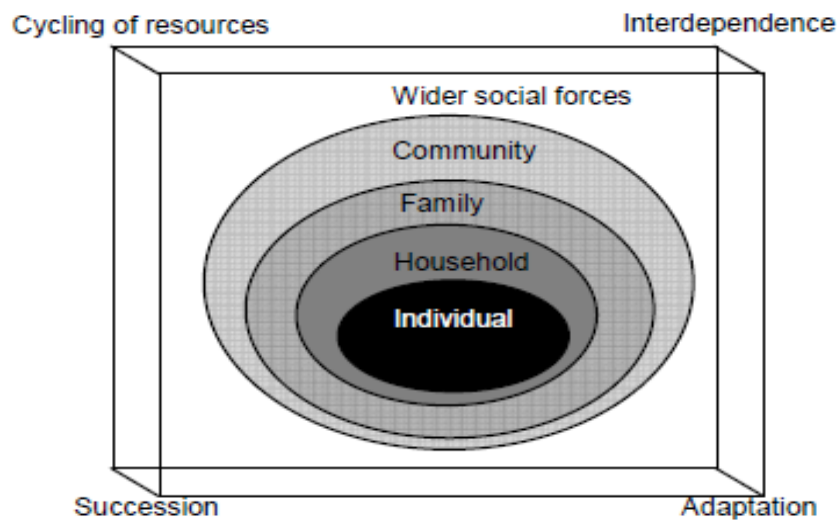 Cycling of resources
Interdependence
Wider social forces
Community
Family
Household
Individual
Succession
Adaptation